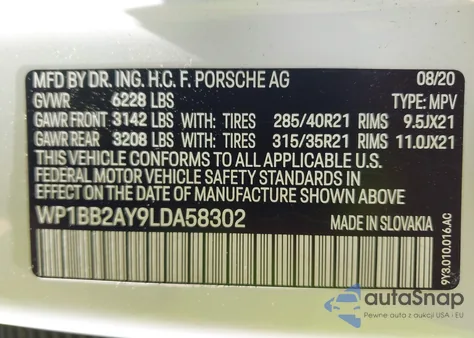 MFD BY DR. ING. H.C. F. PORSCHE AG 08/20
GVWR 6228 LBS TYPE: MPV
GAWR FRONT 3142 LBS WITH: TIRES 285/40R21 RIMS 9.5JX21
GAWR REAR 3208 LBS WITH: TIRES 315/35R21 RIMS 11.0JX21
THIS VEHICLE CONFORMS TO ALL APPLICABLE U.S.
FEDERAL MOTOR VEHICLE SAFETY STANDARDS IN
EFFECT ON THE DATE OF MANUFACTURE SHOWN ABOVE.
WP1BB2AY9LDA58302 MADE IN SLOVAKIA
9Y3.010.016.AC
autoSnap
Pewne auta z aukcji USA i EU